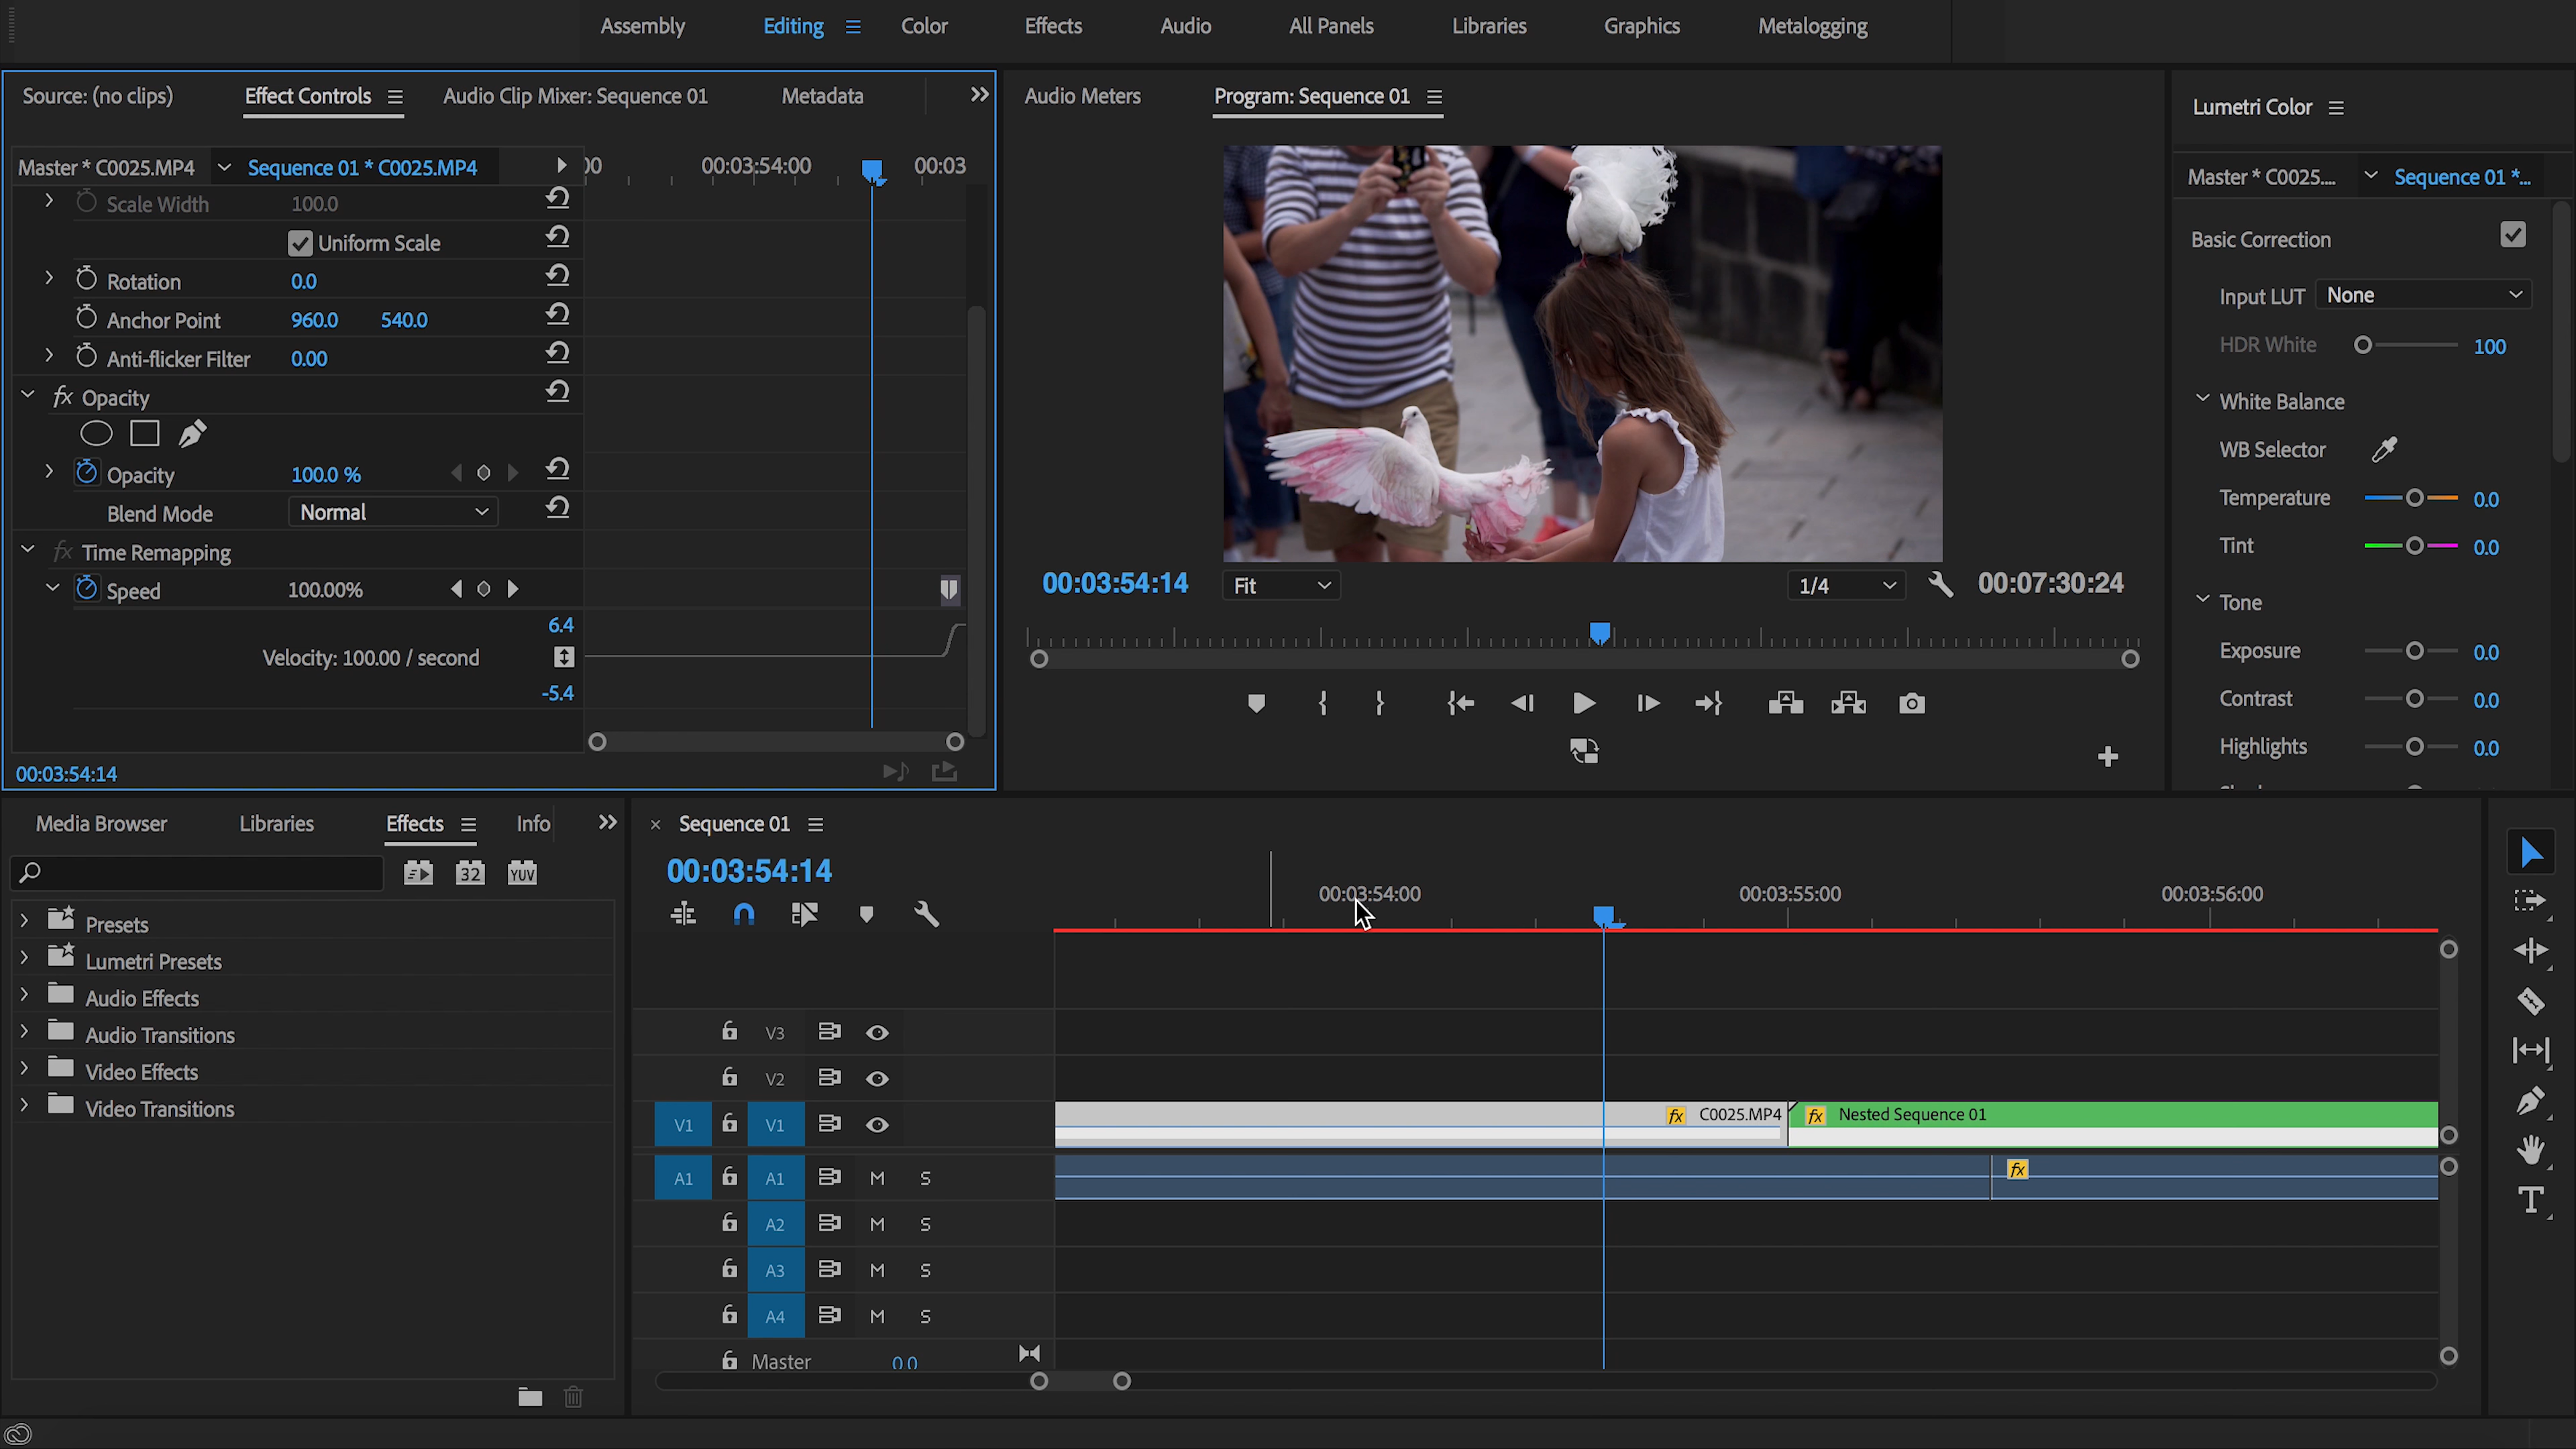 Assembly Editing Color Effects Audio All Panels Libraries Graphics Metalogging
Source: (no clips) Effect Controls Audio Clip Mixer: Sequence 01 Metadata
Master * C0025.MP4 Sequence 01 * C0025.MP4
00 00:03:54:00 00:03
Scale Width 100.0
Uniform Scale
Rotation 0.0
Anchor Point 960.0 540.0
Anti-flicker Filter 0.00
fx Opacity
Opacity 100.0 %
Blend Mode Normal
fx Time Remapping
Speed 100.00%
6.4
Velocity: 100.00 / second
-5.4
00:03:54:14
Audio Meters Program: Sequence 01
00:03:54:14 Fit 1/4 00:07:30:24
Lumetri Color
Master * C0025.... Sequence 01 *...
Basic Correction
Input LUT None
HDR White 100
White Balance
WB Selector
Temperature 0.0
Tint 0.0
Tone
Exposure 0.0
Contrast 0.0
Highlights 0.0
Media Browser Libraries Effects Info
32 YUV
Presets
Lumetri Presets
Audio Effects
Audio Transitions
Video Effects
Video Transitions
× Sequence 01
00:03:54:14
00:03:54:00 00:03:55:00 00:03:56:00
V3
V2
V1 V1
fx C0025.MP4 fx Nested Sequence 01
A1 A1 M S
fx
A2 M S
A3 M S
A4 M S
Master 0.0